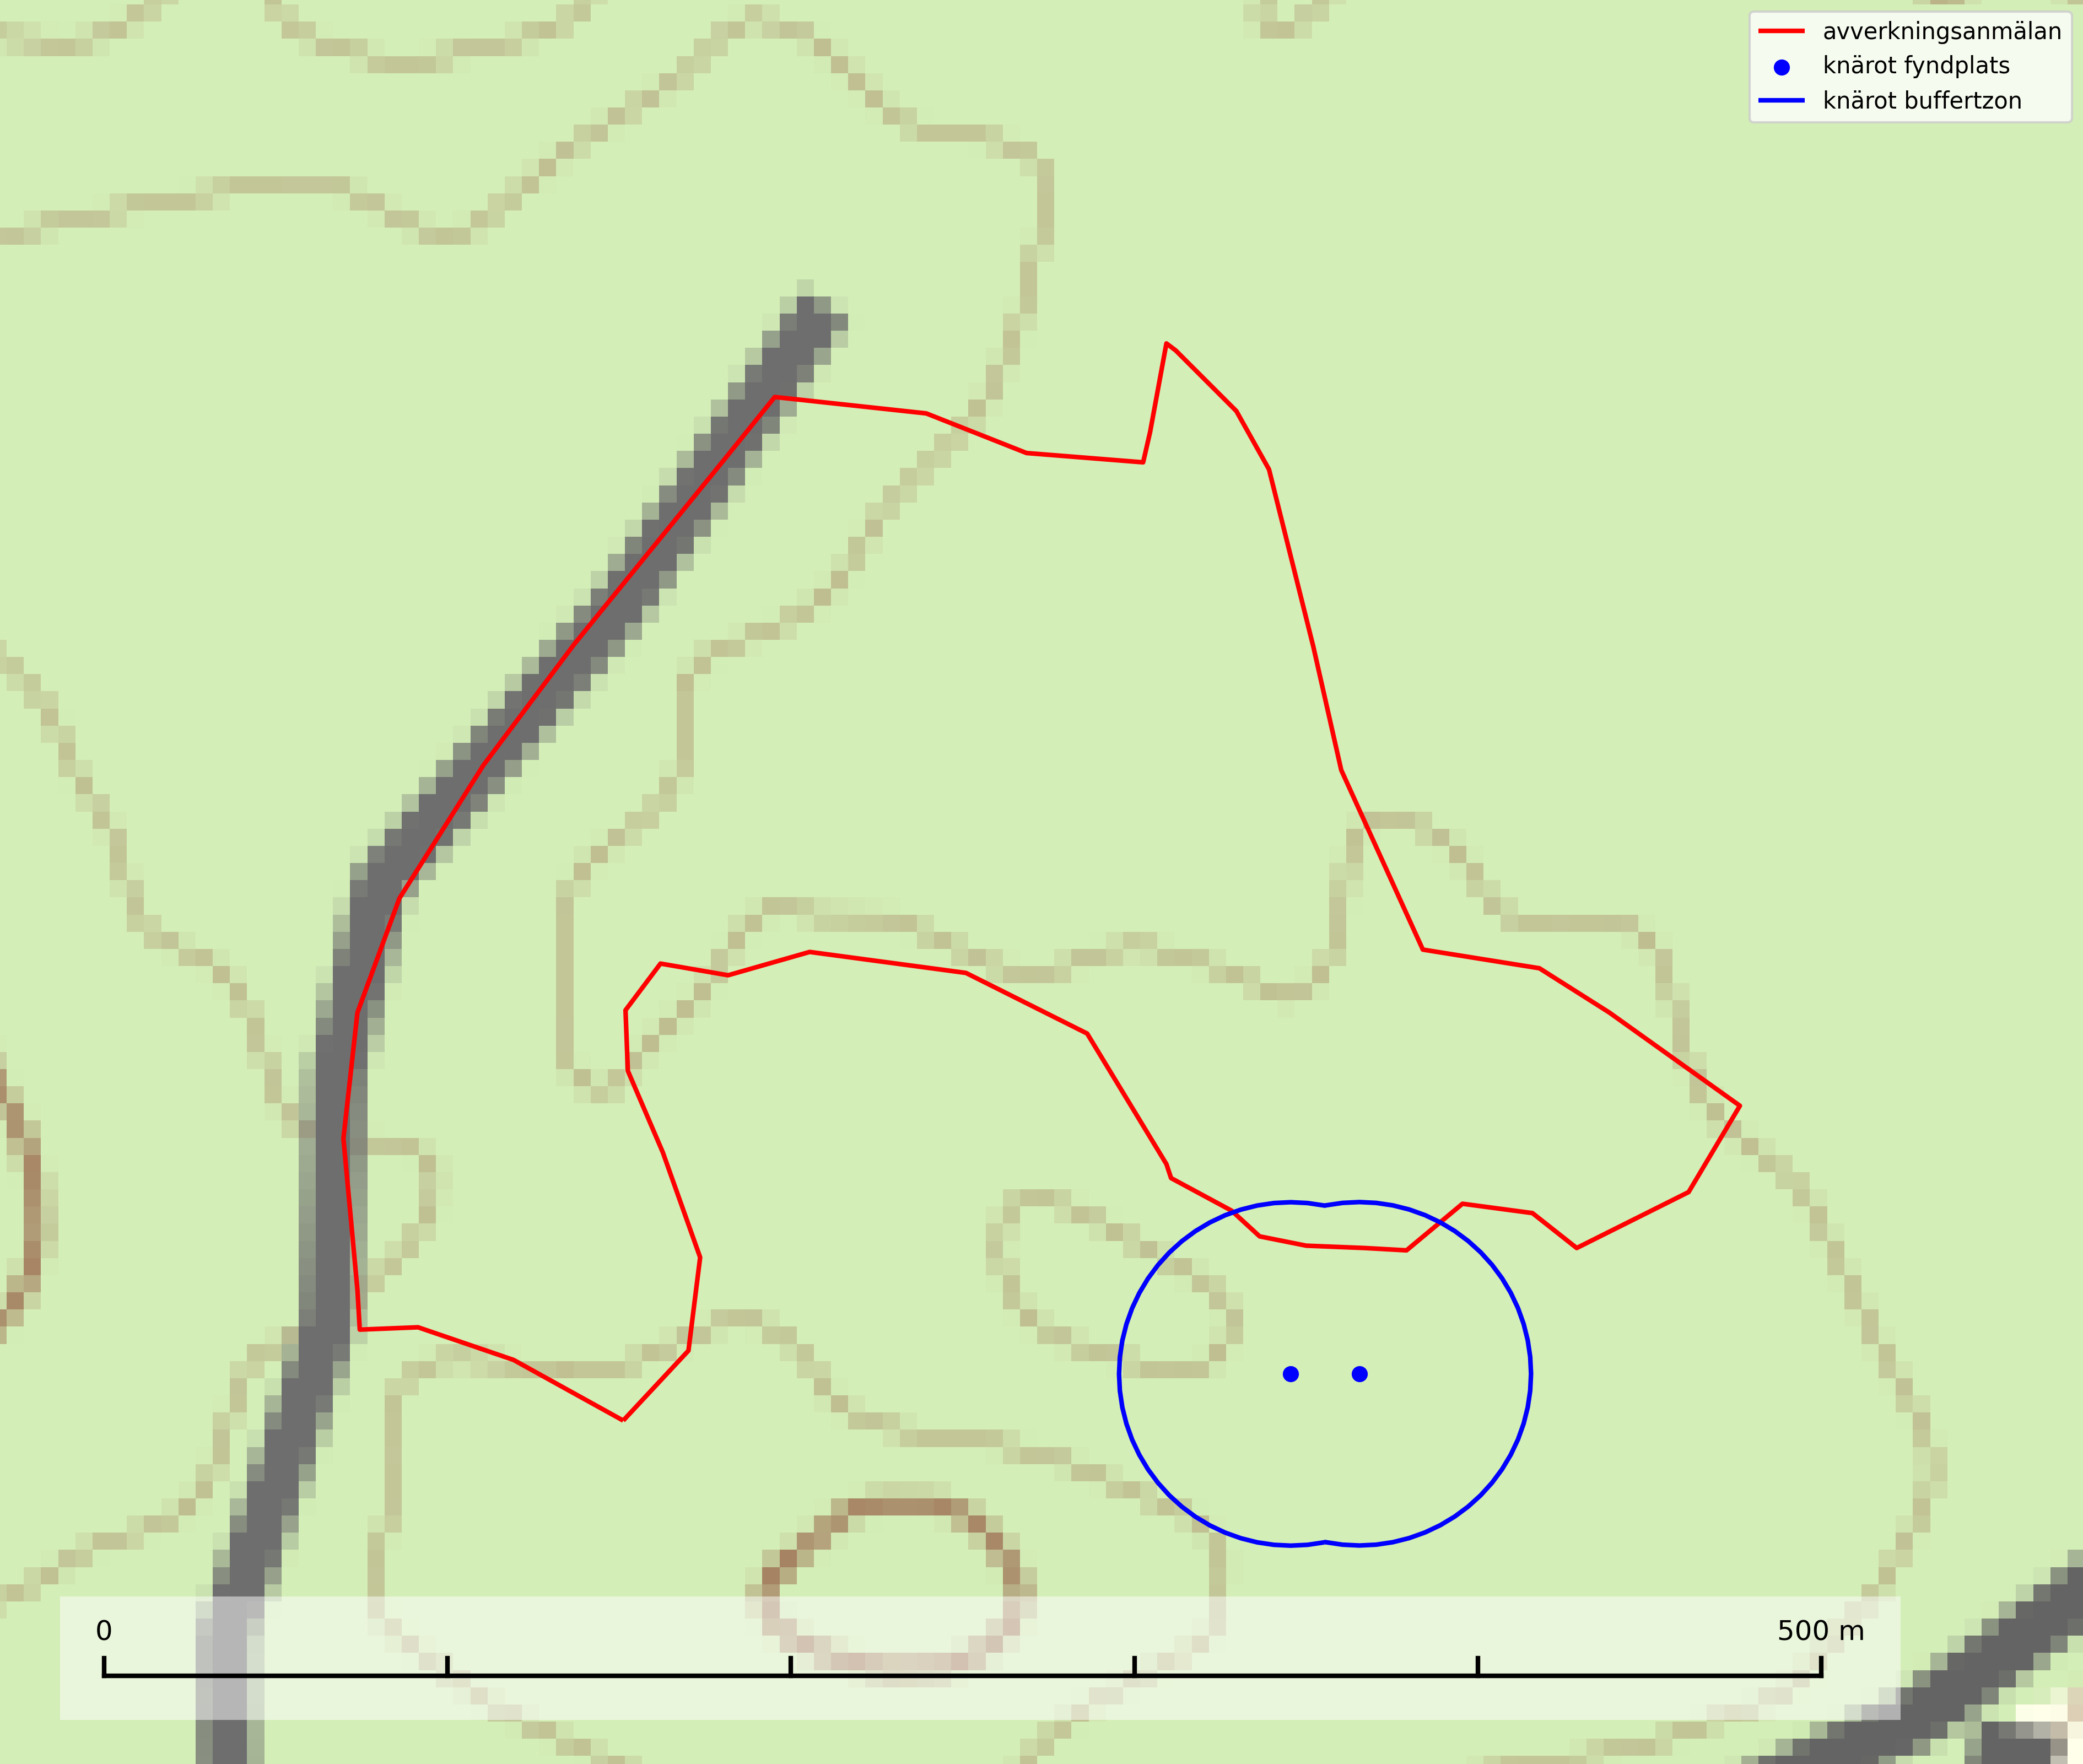 avverkningsanmälan
knärot fyndplats
knärot buffertzon
0
500 m